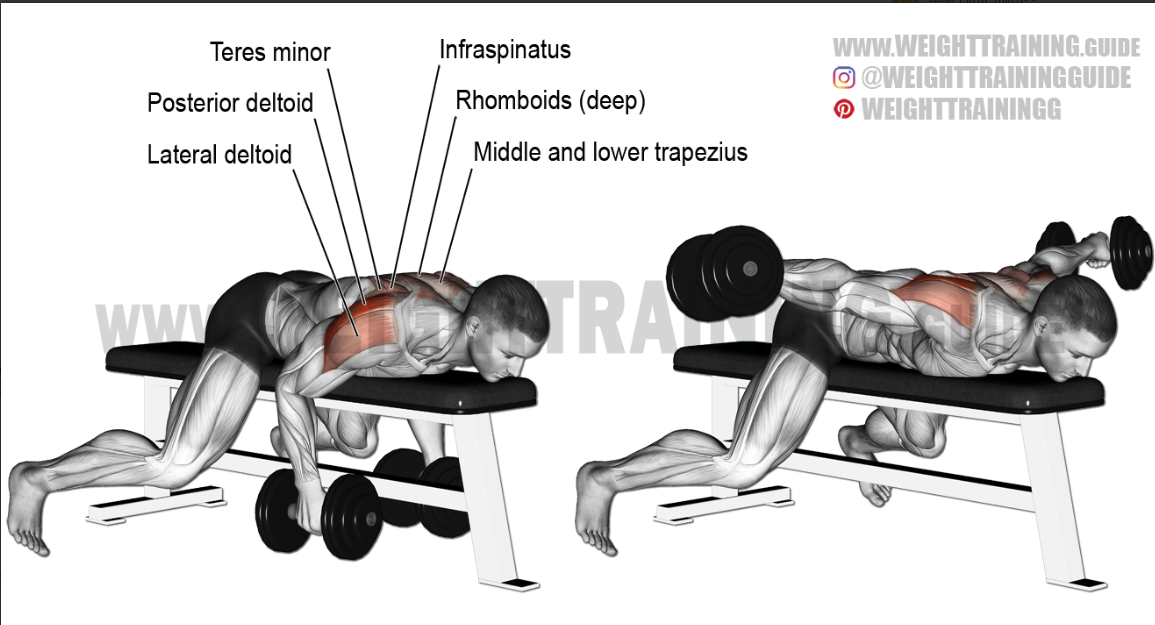 Teres minor
Infraspinatus
Posterior deltoid
Rhomboids (deep)
Lateral deltoid
Middle and lower trapezius
WWW.WEIGHTTRAINING.GUIDE
@WEIGHTTRAININGGUIDE
WEIGHTTRAININGG
WWW.WEIGHTTRAINING.GUIDE